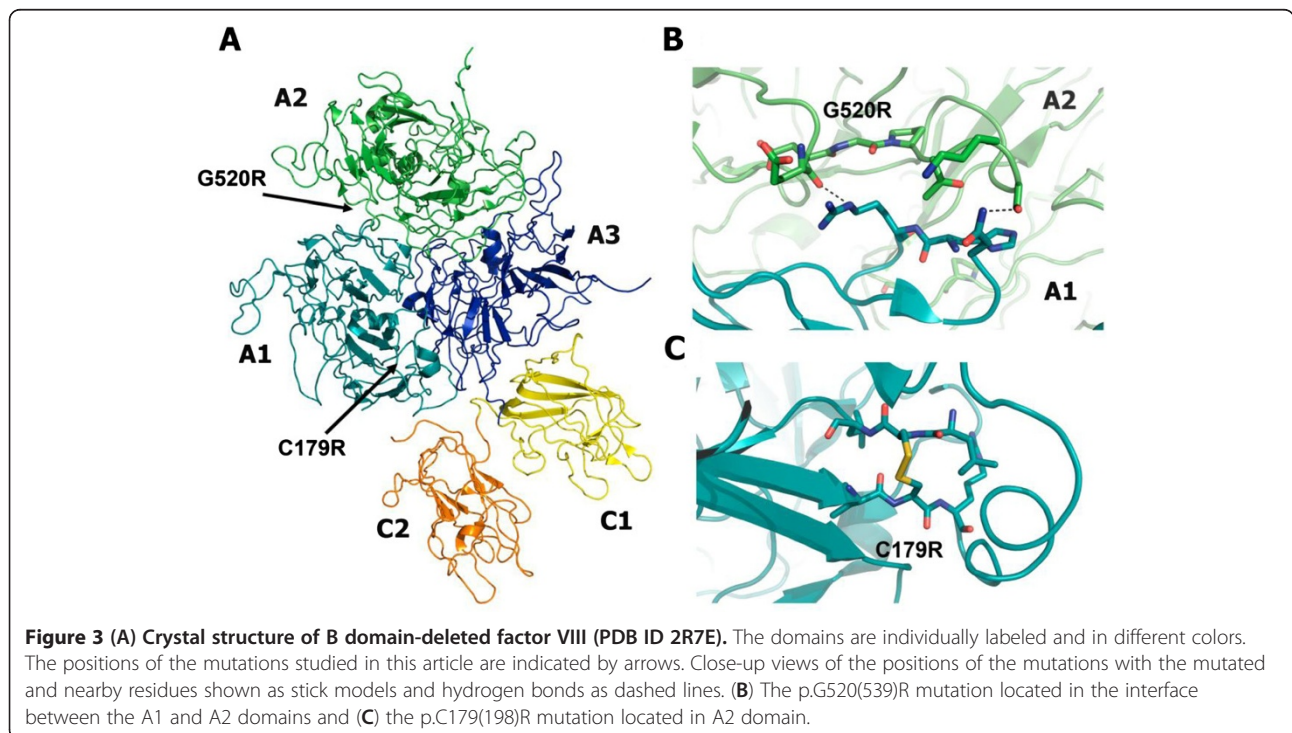 A
A2
G520R
A3
A1
C179R
C2
C1
B
G520R
A2
A1
C
C179R
Figure 3 (A) Crystal structure of B domain-deleted factor VIII (PDB ID 2R7E). The domains are individually labeled and in different colors.
The positions of the mutations studied in this article are indicated by arrows. Close-up views of the positions of the mutations with the mutated
and nearby residues shown as stick models and hydrogen bonds as dashed lines. (B) The p.G520(539)R mutation located in the interface
between the A1 and A2 domains and (C) the p.C179(198)R mutation located in A2 domain.